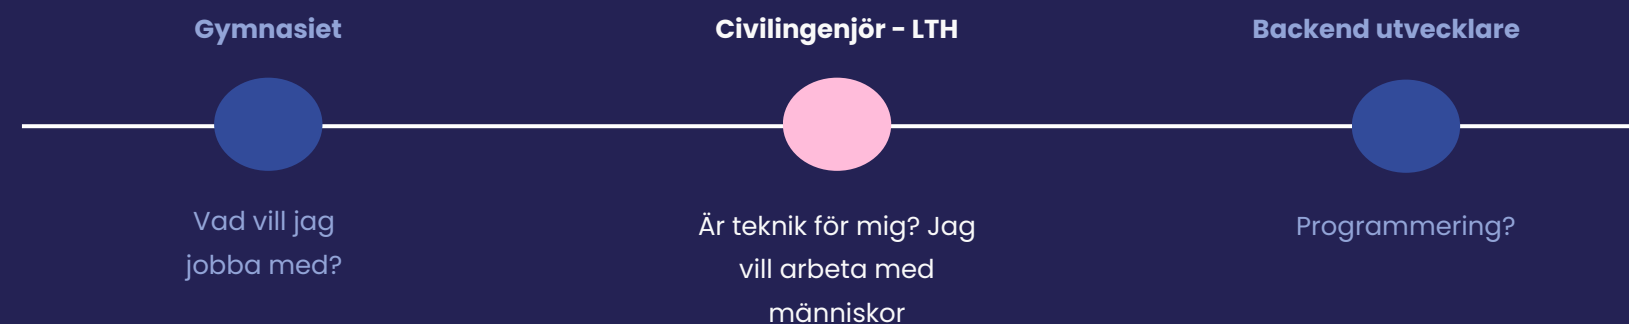 Gymnasiet
Civilingenjör - LTH
Backend utvecklare
Vad vill jag
jobba med?
Är teknik för mig? Jag
vill arbeta med
människor
Programmering?